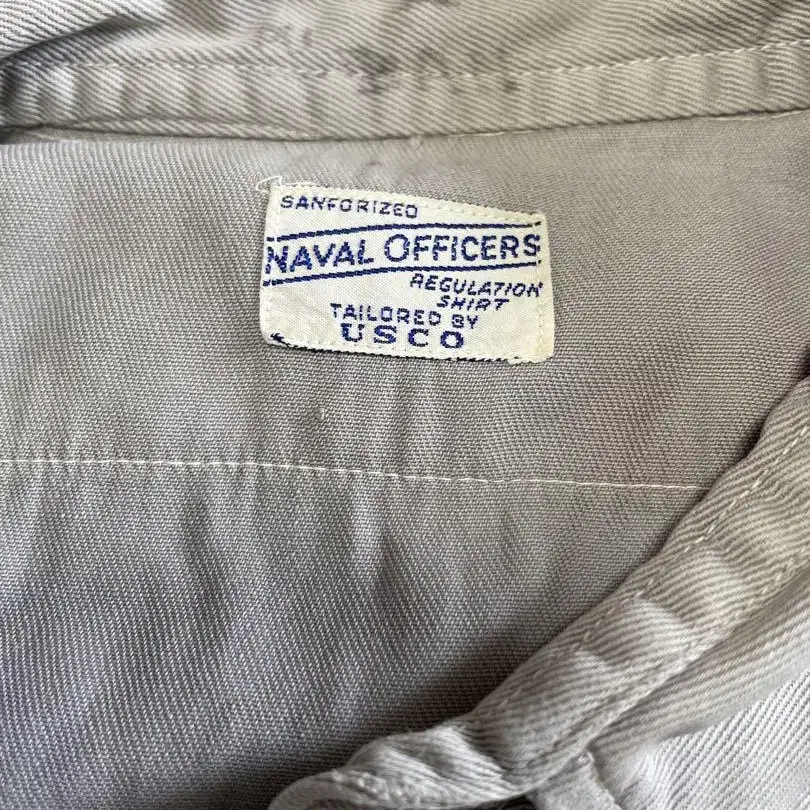 SANFORIZED
NAVAL OFFICERS
REGULATION
SHIRT
TAILORED BY
USCO